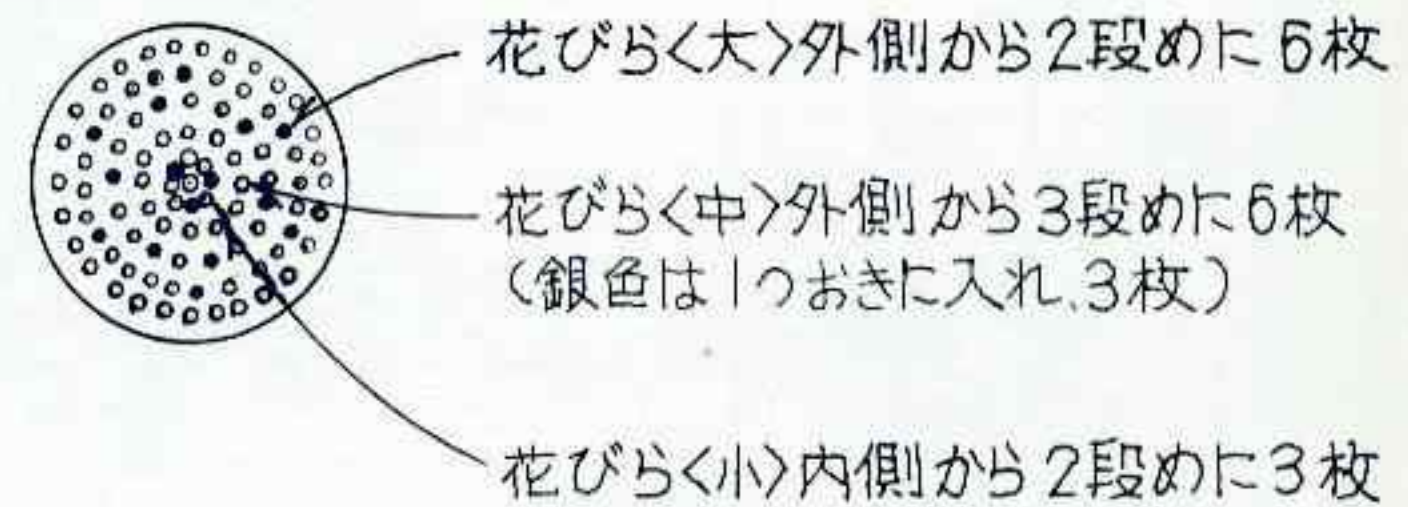 花びら〈大〉外側から2段めに6枚
花びら〈中〉外側から3段めに6枚
(銀色は1つおきに入れ、3枚)
花びら〈小〉内側から2段めに3枚